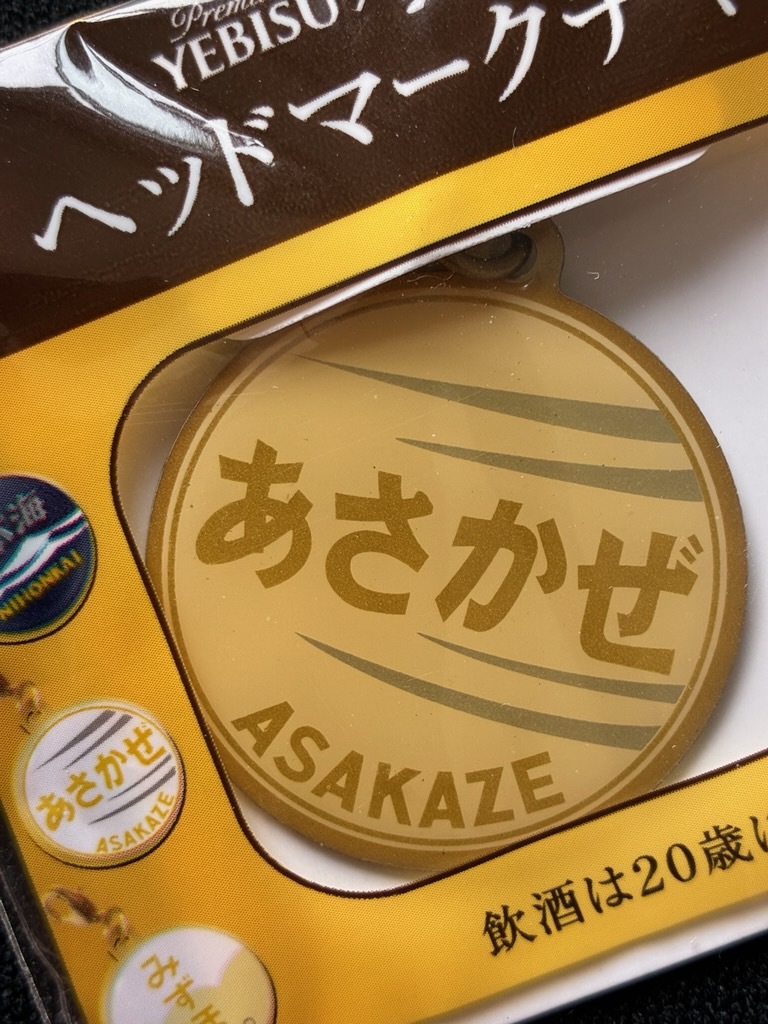 Premium
YEBISU
ヘッドマークチ
あさかぜ
ASAKAZE
海
NIHONKAI
あさかぜ
ASAKAZE
みず
飲酒は20歳